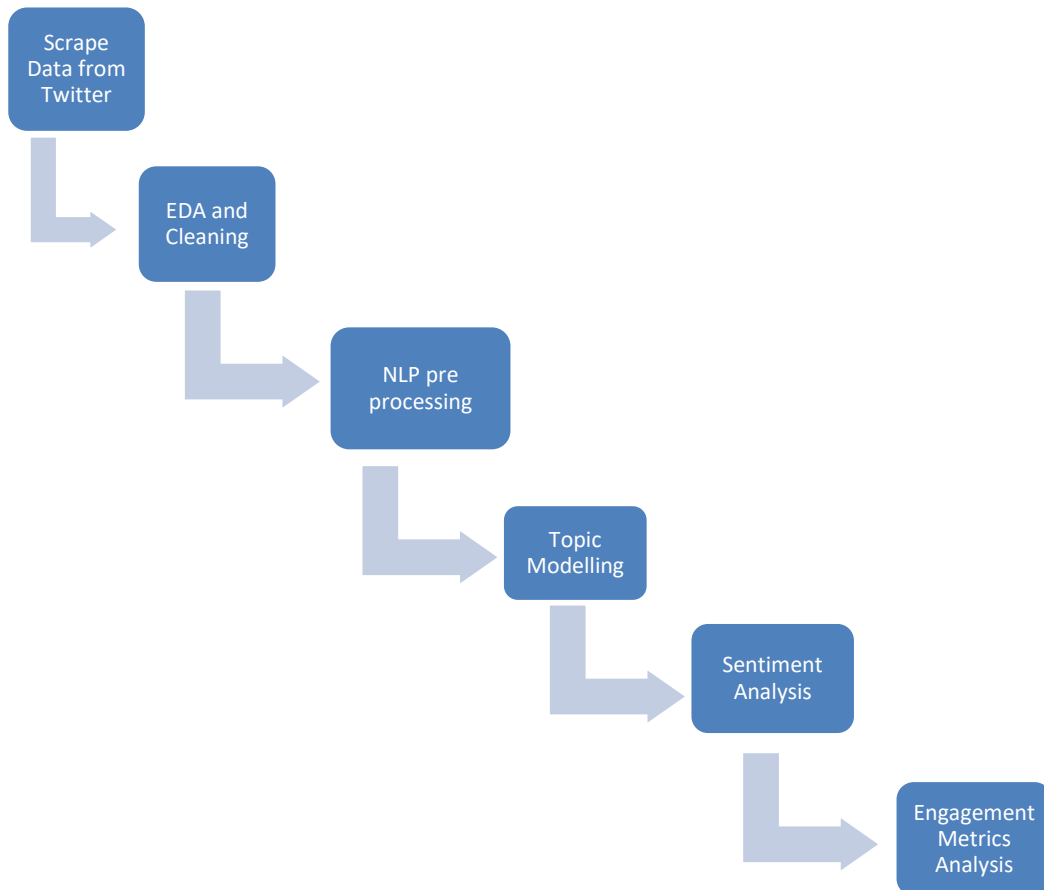 Scrape
Data from
Twitter
EDA and
Cleaning
NLP pre
processing
Topic
Modelling
Sentiment
Analysis
Engagement
Metrics
Analysis